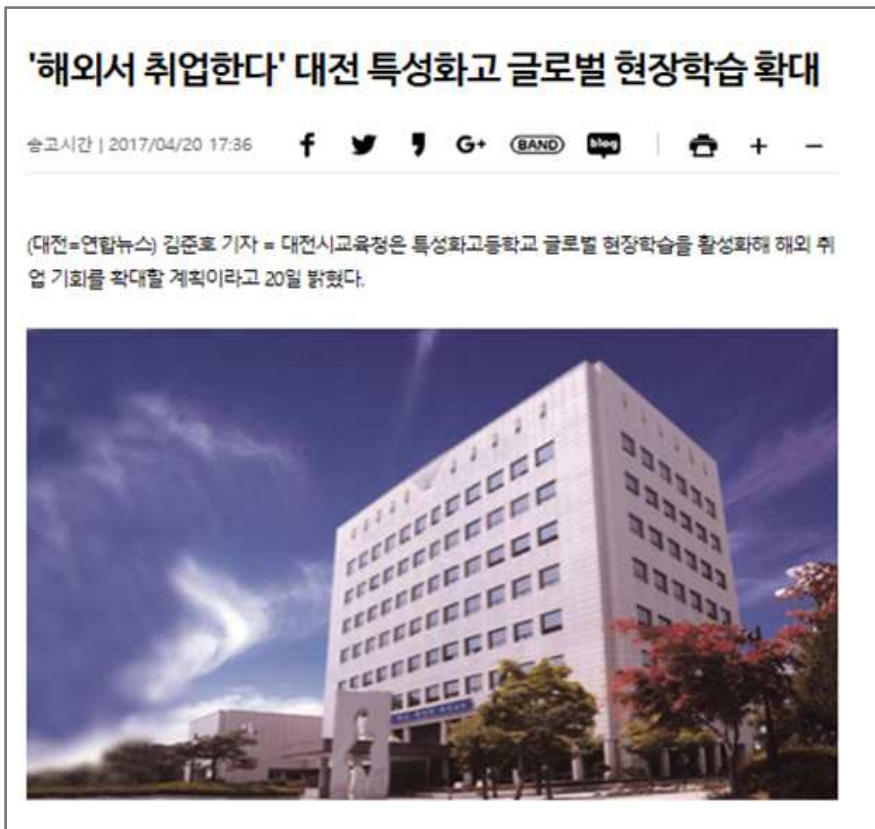 '해외서 취업한다' 대전 특성화고 글로벌 현장학습 확대
송고시간 | 2017/04/20 17:36
f G+ BAND blog + −
(대전=연합뉴스) 김준호 기자 = 대전시교육청은 특성화고등학교 글로벌 현장학습을 활성화해 해외 취
업 기회를 확대할 계획이라고 20일 밝혔다.